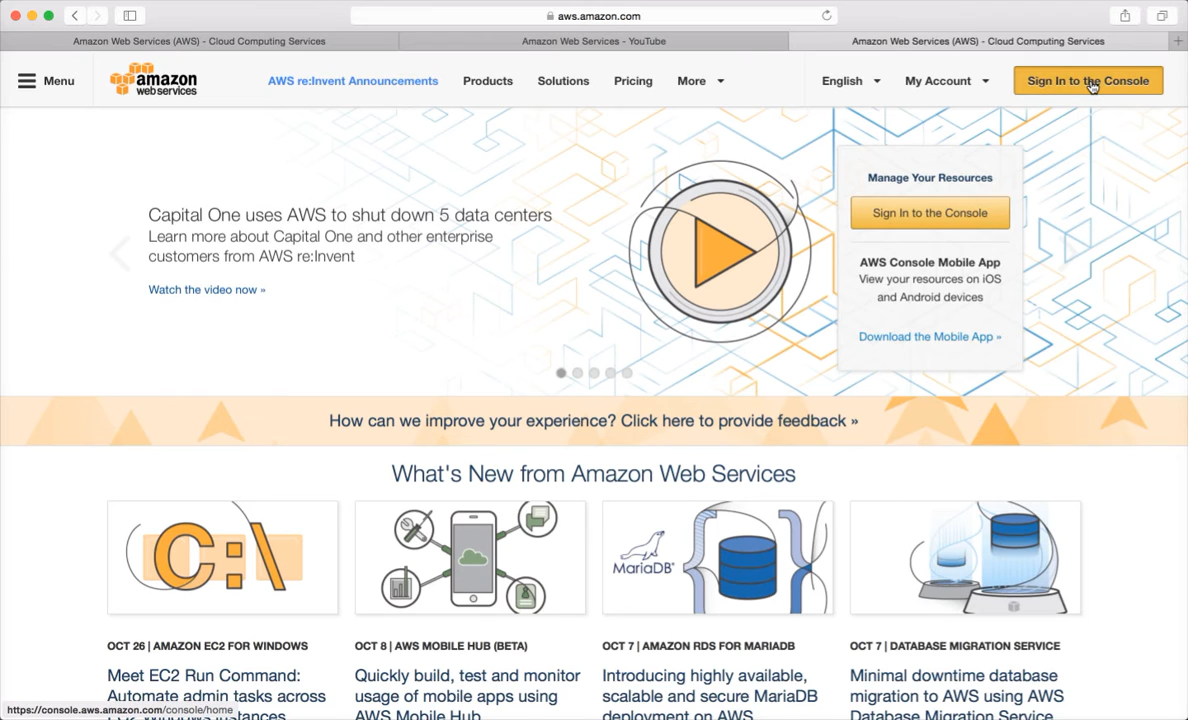 aws.amazon.com
Amazon Web Services (AWS) - Cloud Computing Services
Amazon Web Services - YouTube
Amazon Web Services (AWS) - Cloud Computing Services
Menu
amazon
webservices
AWS re:Invent Announcements
Products
Solutions
Pricing
More
English
My Account
Sign In to the Console
Capital One uses AWS to shut down 5 data centers
Learn more about Capital One and other enterprise
customers from AWS re:Invent
Watch the video now »
Manage Your Resources
Sign In to the Console
AWS Console Mobile App
View your resources on iOS
and Android devices
Download the Mobile App »
How can we improve your experience? Click here to provide feedback »
What's New from Amazon Web Services
C:\
MariaDB
OCT 26 | AMAZON EC2 FOR WINDOWS
Meet EC2 Run Command:
Automate admin tasks across
EC2 Windows instances
OCT 8 | AWS MOBILE HUB (BETA)
Quickly build, test and monitor
usage of mobile apps using
AWS Mobile Hub
OCT 7 | AMAZON RDS FOR MARIADB
Introducing highly available,
scalable and secure MariaDB
deployment on AWS
OCT 7 | DATABASE MIGRATION SERVICE
Minimal downtime database
migration to AWS using AWS
Database Migration Service
https://console.aws.amazon.com/console/home